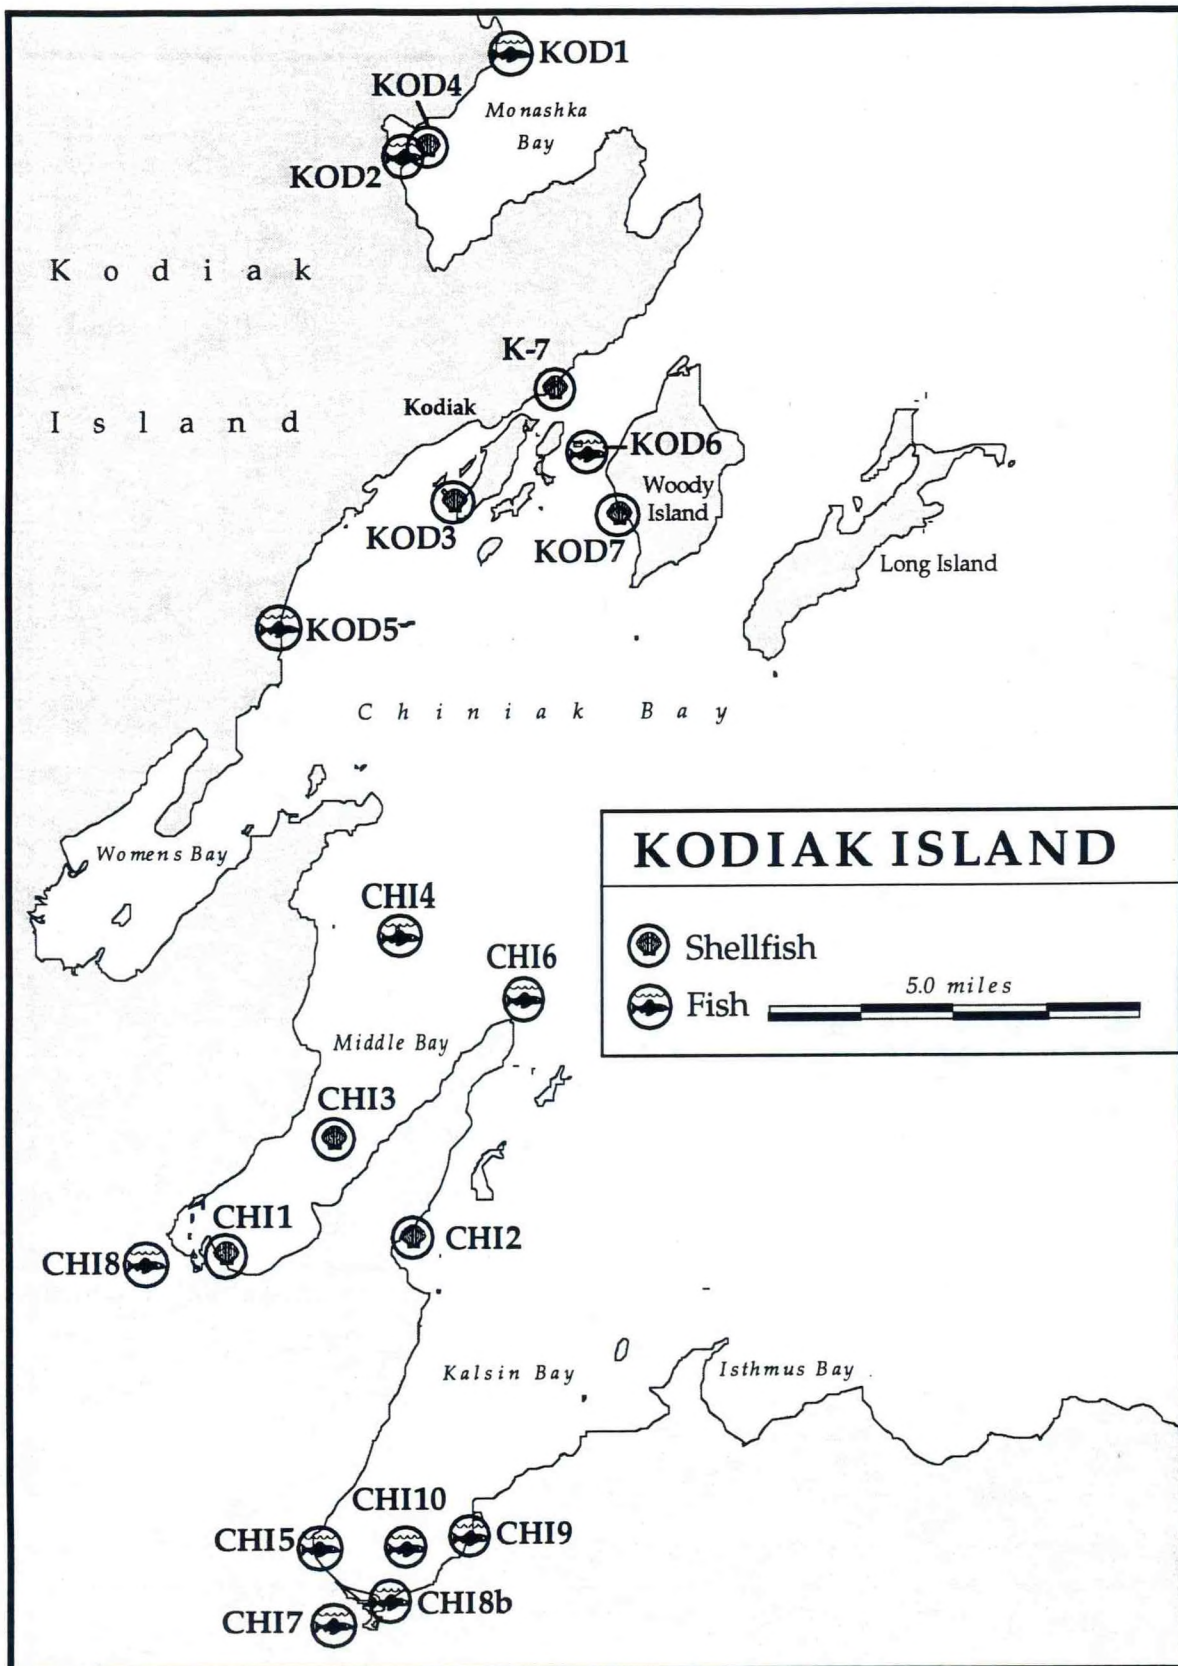 KOD1
KOD4
Monashka
Bay
KOD2
K o d i a k
K-7
Kodiak
I s l a n d
KOD6
Woody
Island
KOD3
KOD7
Long Island
KOD5
C h i n i a k B a y
KODIAK ISLAND
Womens Bay
CHI4
Shellfish
CHI6
5.0 miles
Fish
Middle Bay
CHI3
CHI1
CHI2
CHI8
Kalsin Bay
Isthmus Bay
CHI10
CHI5
CHI9
CHI8b
CHI7